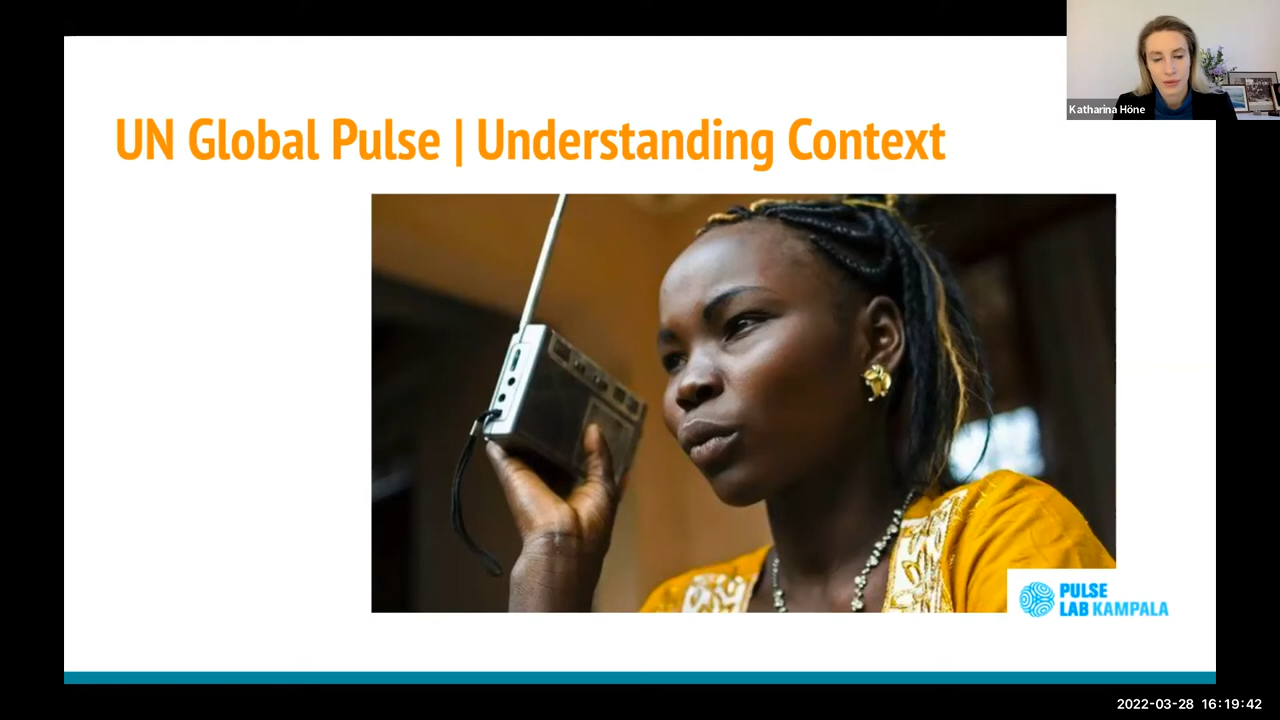 Katharina Höne
UN Global Pulse | Understanding Context
PULSE
LAB KAMPALA
2022-03-28 16:19:42